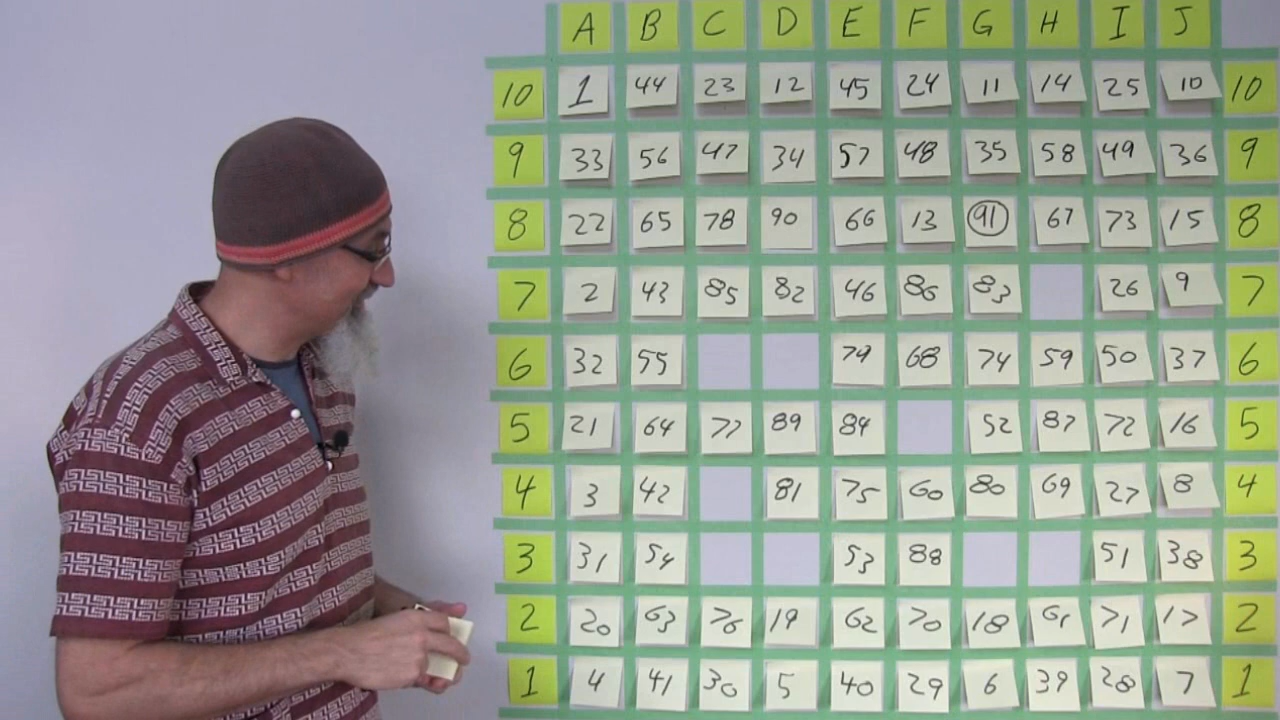 A B C D E F G H I J
10 1 44 23 12 45 24 11 14 25 10 10
9 33 56 47 34 57 48 35 58 49 36 9
8 22 65 78 90 66 13 91 67 73 15 8
7 2 43 85 82 46 86 83 26 9 7
6 32 55 79 68 74 59 50 37 6
5 21 64 77 89 84 52 87 72 16 5
4 3 42 81 75 60 80 69 27 8 4
3 31 54 53 88 51 38 3
2 20 63 76 19 62 70 18 61 71 17 2
1 4 41 30 5 40 29 6 39 28 7 1